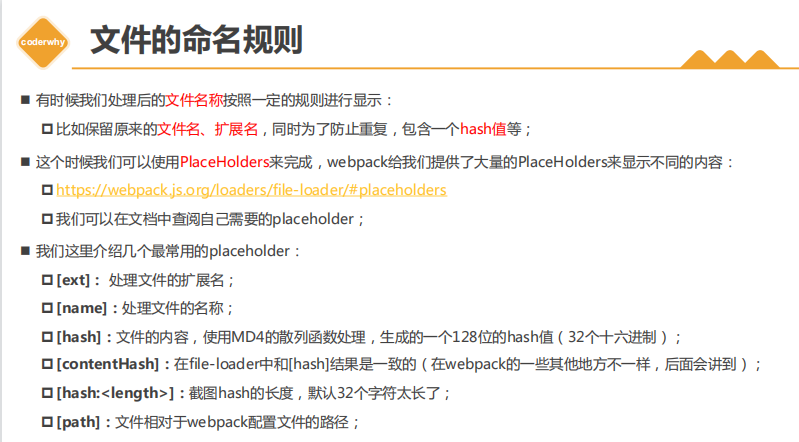 coderwhy
文件的命名规则
有时候我们处理后的文件名称按照一定的规则进行显示：
比如保留原来的文件名、扩展名，同时为了防止重复，包含一个hash值等；
这个时候我们可以使用PlaceHolders来完成，webpack给我们提供了大量的PlaceHolders来显示不同的内容：
https://webpack.js.org/loaders/file-loader/#placeholders
我们可以在文档中查阅自己需要的placeholder；
我们这里介绍几个最常用的placeholder：
[ext]： 处理文件的扩展名；
[name]：处理文件的名称；
[hash]：文件的内容，使用MD4的散列函数处理，生成的一个128位的hash值（32个十六进制）；
[contentHash]：在file-loader中和[hash]结果是一致的（在webpack的一些其他地方不一样，后面会讲到）；
[hash:<length>]：截图hash的长度，默认32个字符太长了；
[path]：文件相对于webpack配置文件的路径；